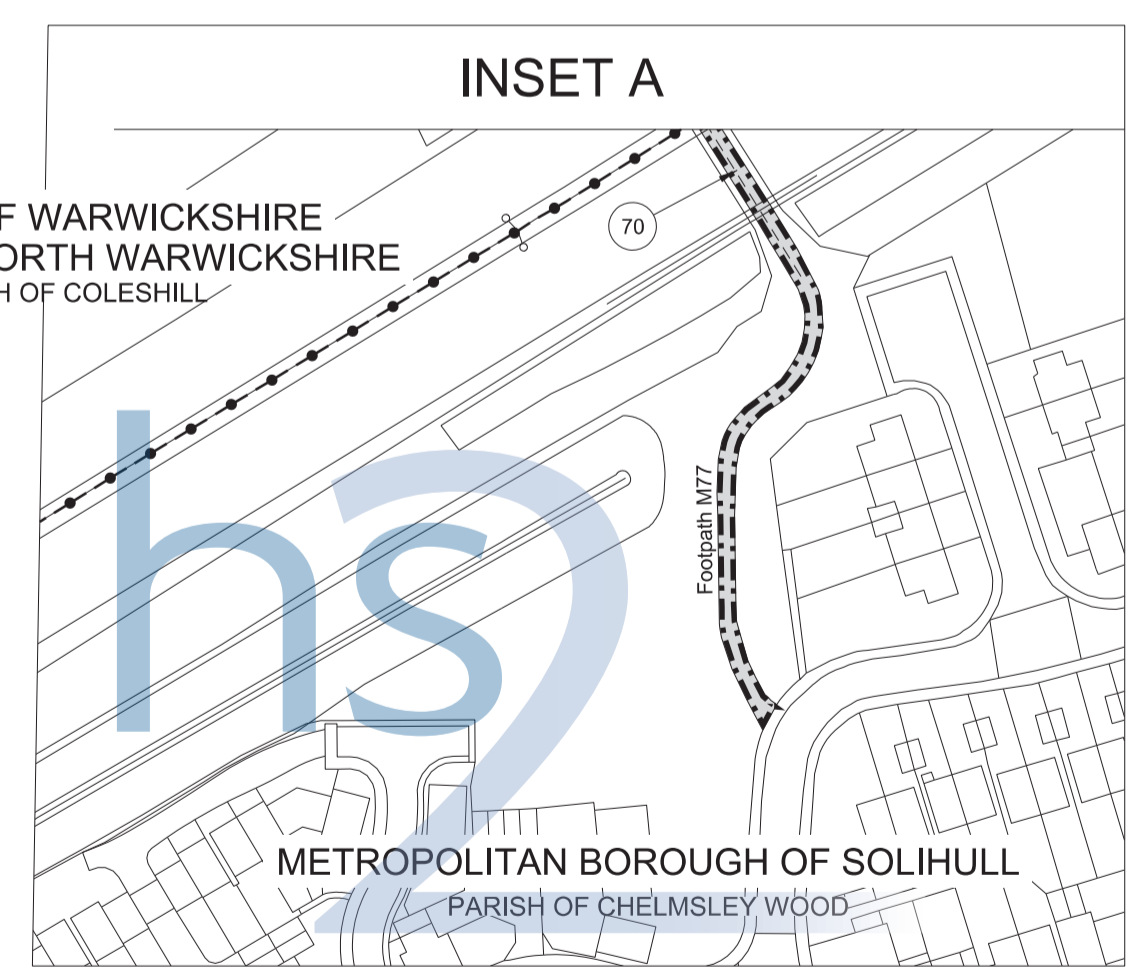 INSET A
F WARWICKSHIRE
ORTH WARWICKSHIRE
H OF COLESHILL
70
Footpath M77
hs2
METROPOLITAN BOROUGH OF SOLIHULL
PARISH OF CHELMSLEY WOOD